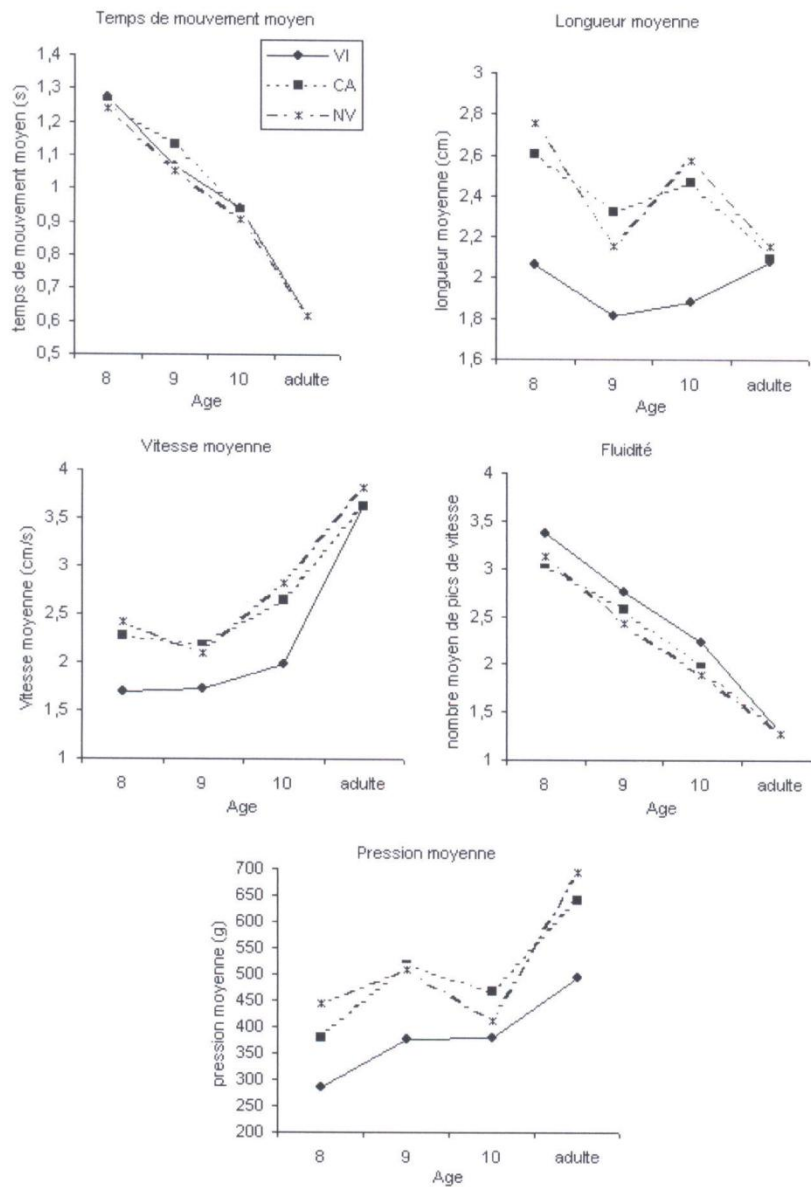 Temps de mouvement moyen
VI
CA
NV
temps de mouvement moyen (s)
1,4
1,3
1,2
1,1
1
0,9
0,8
0,7
0,6
0,5
8 9 10 adulte
Age
Longueur moyenne
longueur moyenne (cm)
3
2,6
2,2
2
1,8
1,6
8 9 10 adulte
Age
Vitesse moyenne
Vitesse moyenne (cm/s)
4
3,5
3
2,5
2
1,5
1
8 9 10 adulte
Age
Fluidité
nombre moyen de pics de vitesse
4
3,5
3
2,5
2
1,5
1
8 9 10 adulte
Age
Pression moyenne
pression moyenne (g)
700
650
600
550
500
450
400
350
300
250
200
8 9 10 adulte
Age